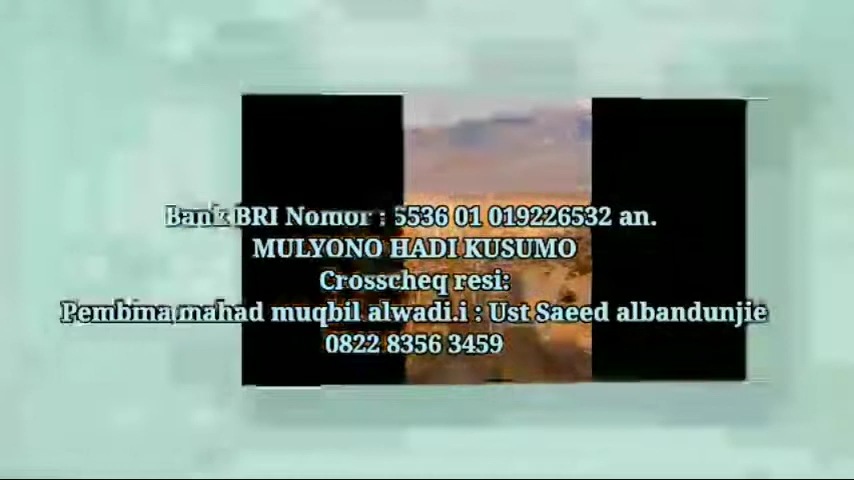 Bank BRI Nomor : 5536 01 019226532 an.
MULYONO HADI KUSUMO
Crosscheq resi:
Pembina mahad muqbil alwadi.i : Ust Saeed albandunjie
0822 8356 3459